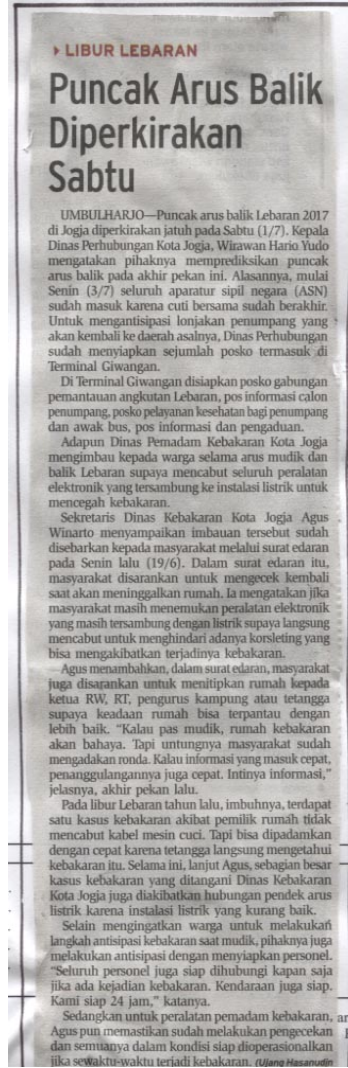 LIBUR LEBARAN
Puncak Arus Balik
Diperkirakan
Sabtu
UMBULHARJO—Puncak arus balik Lebaran 2017
di Jogja diperkirakan jatuh pada Sabtu (1/7). Kepala
Dinas Perhubungan Kota Jogja, Wirawan Hario Yudo
mengatakan pihaknya memprediksikan puncak
arus balik pada akhir pekan ini. Alasannya, mulai
Senin (3/7) seluruh aparatur sipil negara (ASN)
sudah masuk karena cuti bersama sudah berakhir.
Untuk mengantisipasi lonjakan penumpang yang
akan kembali ke daerah asalnya, Dinas Perhubungan
sudah menyiapkan sejumlah posko termasuk di
Terminal Giwangan.
Di Terminal Giwangan disiapkan posko gabungan
pemantauan angkutan Lebaran, pos informasi calon
penumpang, posko pelayanan kesehatan bagi penumpang
dan awak bus, pos informasi dan pengaduan.
Adapun Dinas Pemadam Kebakaran Kota Jogja
mengimbau kepada warga selama arus mudik dan
balik Lebaran supaya mencabut seluruh peralatan
elektronik yang tersambung ke instalasi listrik untuk
mencegah kebakaran.
Sekretaris Dinas Kebakaran Kota Jogja Agus
Winarto menyampaikan imbauan tersebut sudah
disebarkan kepada masyarakat melalui surat edaran
pada Senin lalu (19/6). Dalam surat edaran itu,
masyarakat disarankan untuk mengecek kembali
saat akan meninggalkan rumah. Ia mengatakan jika
masyarakat masih menemukan peralatan elektronik
yang masih tersambung dengan listrik supaya langsung
mencabut untuk menghindari adanya korsleting yang
bisa mengakibatkan terjadinya kebakaran.
Agus menambahkan, dalam surat edaran, masyarakat
juga disarankan untuk menitipkan rumah kepada
ketua RW, RT, pengurus kampung atau tetangga
supaya keadaan rumah bisa terpantau dengan
lebih baik. “Kalau pas mudik, rumah kebakaran
akan bahaya. Tapi untungnya masyarakat sudah
mengadakan ronda. Kalau informasi yang masuk cepat,
penanggulangannya juga cepat. Intinya informasi,”
jelasnya, akhir pekan lalu.
Pada libur Lebaran tahun lalu, imbuhnya, terdapat
satu kasus kebakaran akibat pemilik rumah tidak
mencabut kabel mesin cuci. Tapi bisa dipadamkan
dengan cepat karena tetangga langsung mengetahui
kebakaran itu. Selama ini, lanjut Agus, sebagian besar
kasus kebakaran yang ditangani Dinas Kebakaran
Kota Jogja juga diakibatkan hubungan pendek arus
listrik karena instalasi listrik yang kurang baik.
Selain mengingatkan warga untuk melakukan
langkah antisipasi kebakaran saat mudik, pihaknya juga
melakukan antisipasi dengan menyiapkan personel.
“Seluruh personel juga siap dihubungi kapan saja
jika ada kejadian kebakaran. Kendaraan juga siap.
Kami siap 24 jam,” katanya.
Sedangkan untuk peralatan pemadam kebakaran,
Agus pun memastikan sudah melakukan pengecekan
dan semuanya dalam kondisi siap dioperasionalkan
jika sewaktu-waktu terjadi kebakaran. (Ujang Hasanudin